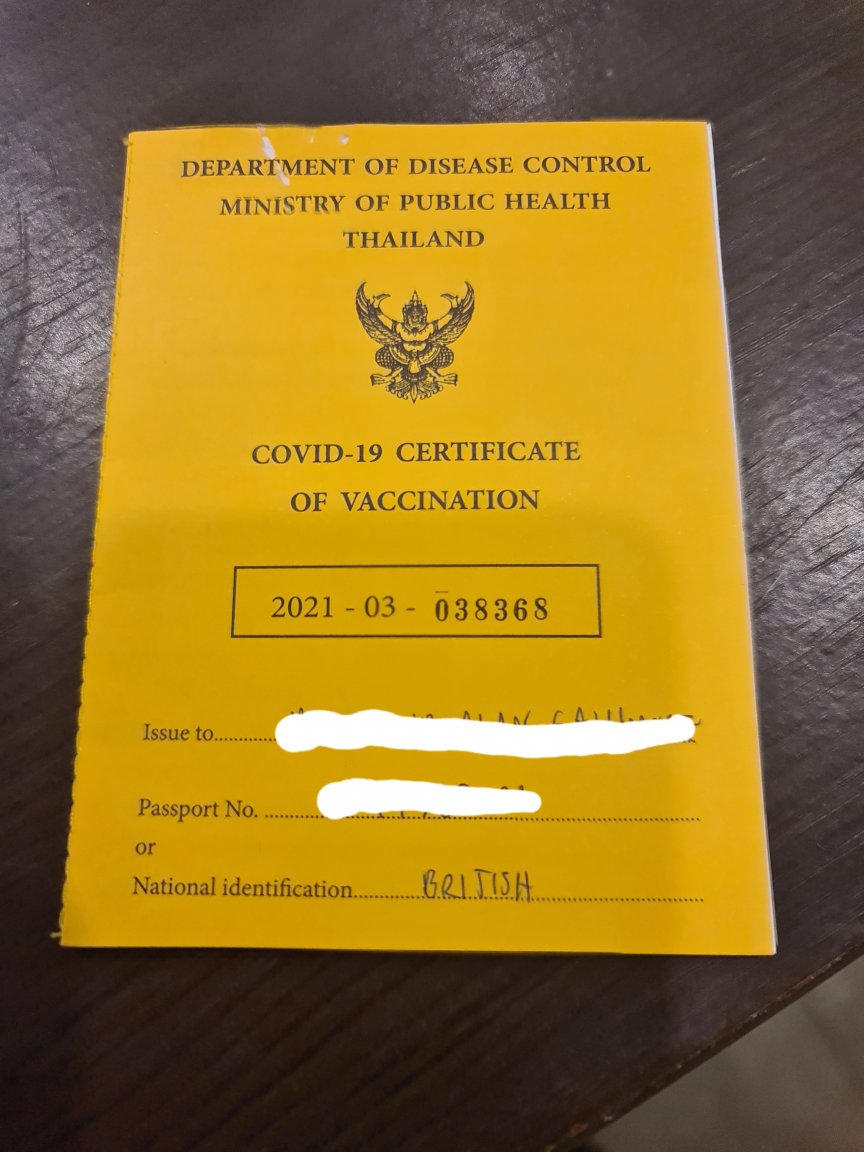 DEPARTMENT OF DISEASE CONTROL
MINISTRY OF PUBLIC HEALTH
THAILAND
COVID-19 CERTIFICATE
OF VACCINATION
2021 - 03 - 038368
Issue to..............
Passport No. ..............
or
National identification..............BRITISH..............